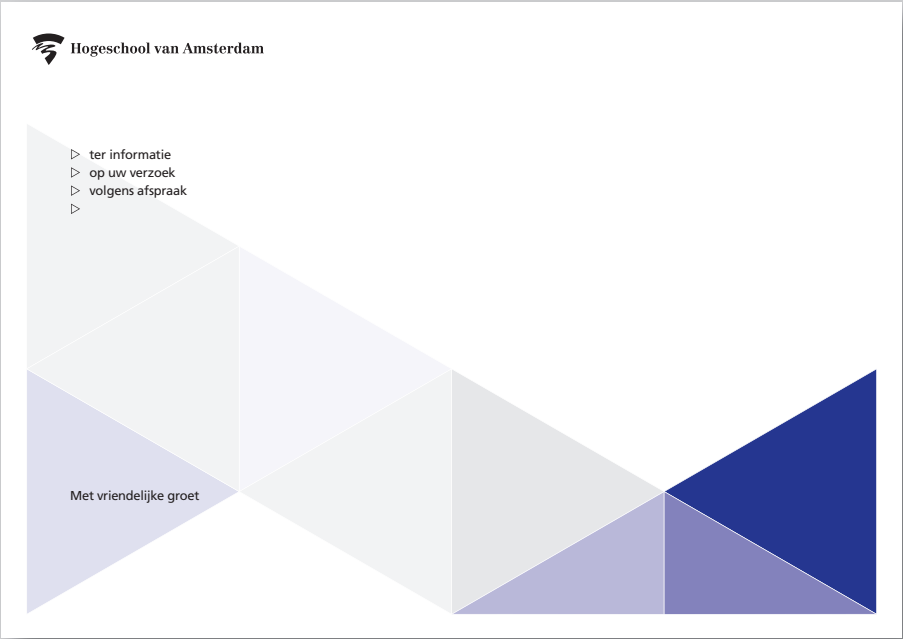 Hogeschool van Amsterdam
ter informatie
op uw verzoek
volgens afspraak
Met vriendelijke groet